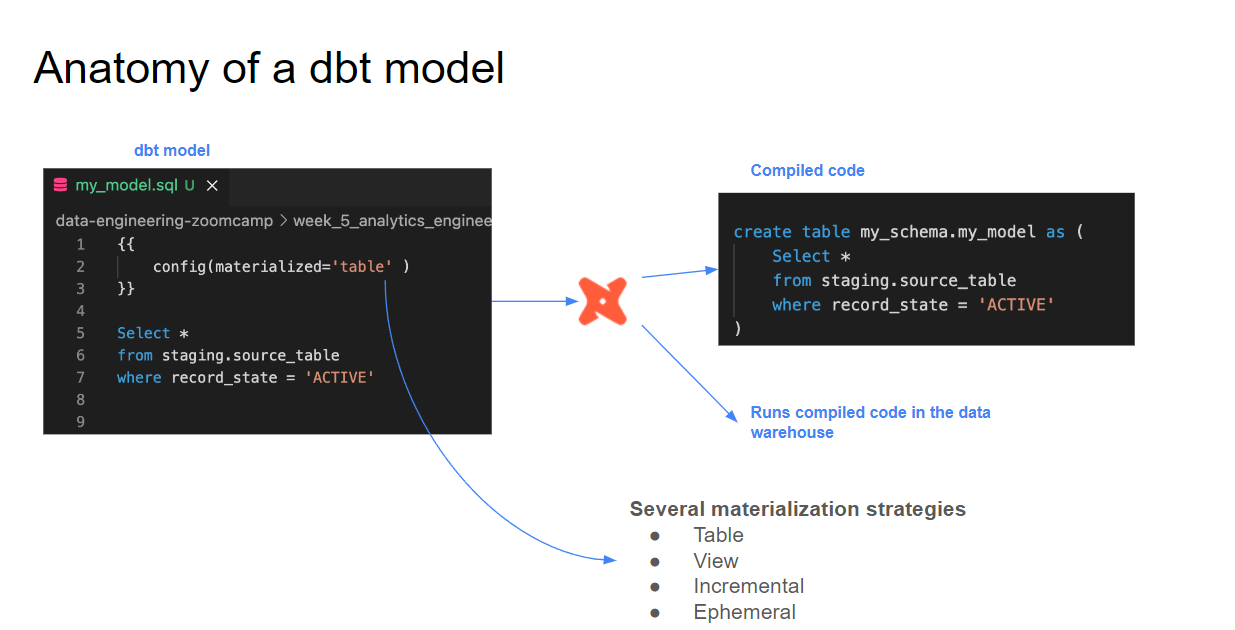 Anatomy of a dbt model
dbt model
my_model.sql U ×
data-engineering-zoomcamp > week_5_analytics_enginee
1 {{
2 config(materialized='table' )
3 }}
4
5 Select *
6 from staging.source_table
7 where record_state = 'ACTIVE'
8
9
Compiled code
create table my_schema.my_model as (
Select *
from staging.source_table
where record_state = 'ACTIVE'
)
Runs compiled code in the data
warehouse
Several materialization strategies
● Table
● View
● Incremental
● Ephemeral